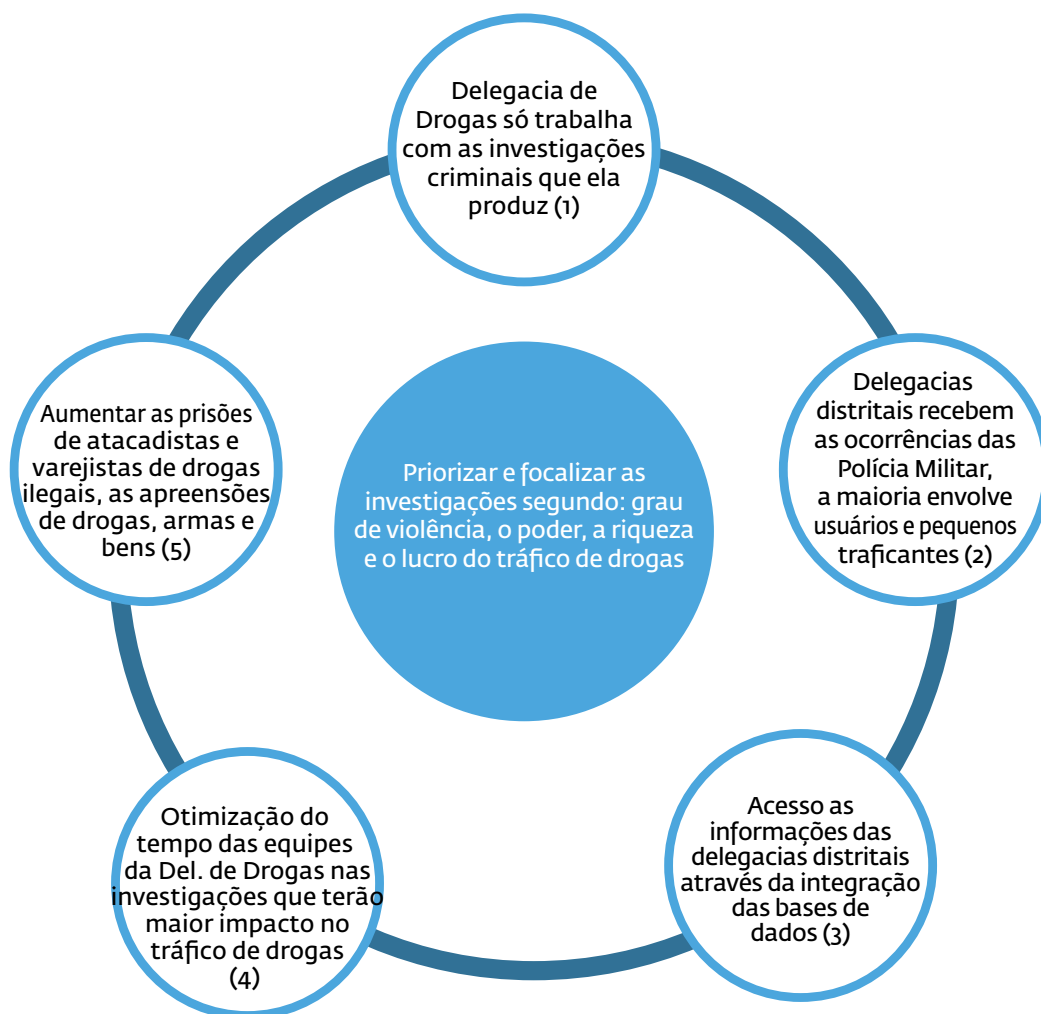 Delegacia de
Drogas só trabalha
com as investigações
criminais que ela
produz (1)
Delegacias
distritais recebem
as ocorrências das
Polícia Militar,
a maioria envolve
usuários e pequenos
traficantes (2)
Acesso as
informações das
delegacias distritais
através da integração
das bases de
dados (3)
Otimização do
tempo das equipes
da Del. de Drogas nas
investigações que terão
maior impacto no
tráfico de drogas
(4)
Aumentar as prisões
de atacadistas e
varejistas de drogas
ilegais, as apreensões
de drogas, armas e
bens (5)
Priorizar e focalizar as
investigações segundo: grau
de violência, o poder, a riqueza
e o lucro do tráfico de drogas